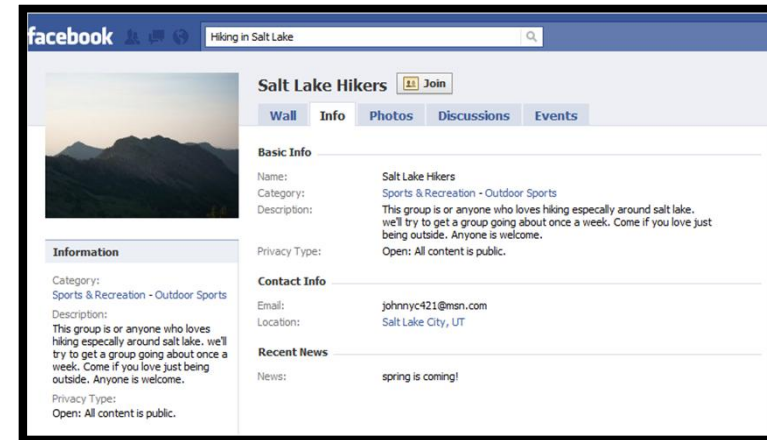 facebook
Hiking in Salt Lake
Salt Lake Hikers
Join
Wall Info Photos Discussions Events
Basic Info
Name: Salt Lake Hikers
Category: Sports & Recreation - Outdoor Sports
Description: This group is or anyone who loves hiking especally around salt lake.
we'll try to get a group going about once a week. Come if you love just
being outside. Anyone is welcome.
Privacy Type: Open: All content is public.
Contact Info
Email: johnnyc421@msn.com
Location: Salt Lake City, UT
Recent News
News: spring is coming!
Information
Category:
Sports & Recreation - Outdoor Sports
Description:
This group is or anyone who loves
hiking especally around salt lake. we'll
try to get a group going about once a
week. Come if you love just being
outside. Anyone is welcome.
Privacy Type:
Open: All content is public.